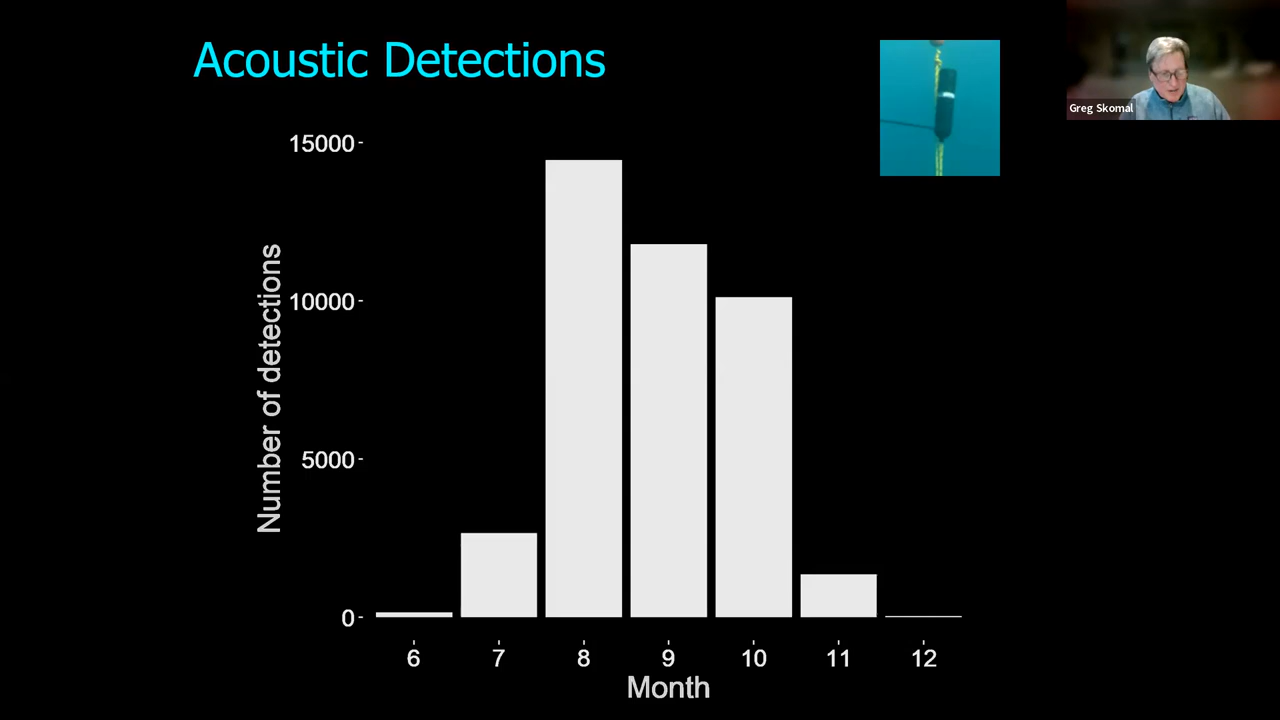 Acoustic Detections
Greg Skomal
Number of detections
15000
10000
5000
0
6 7 8 9 10 11 12
Month